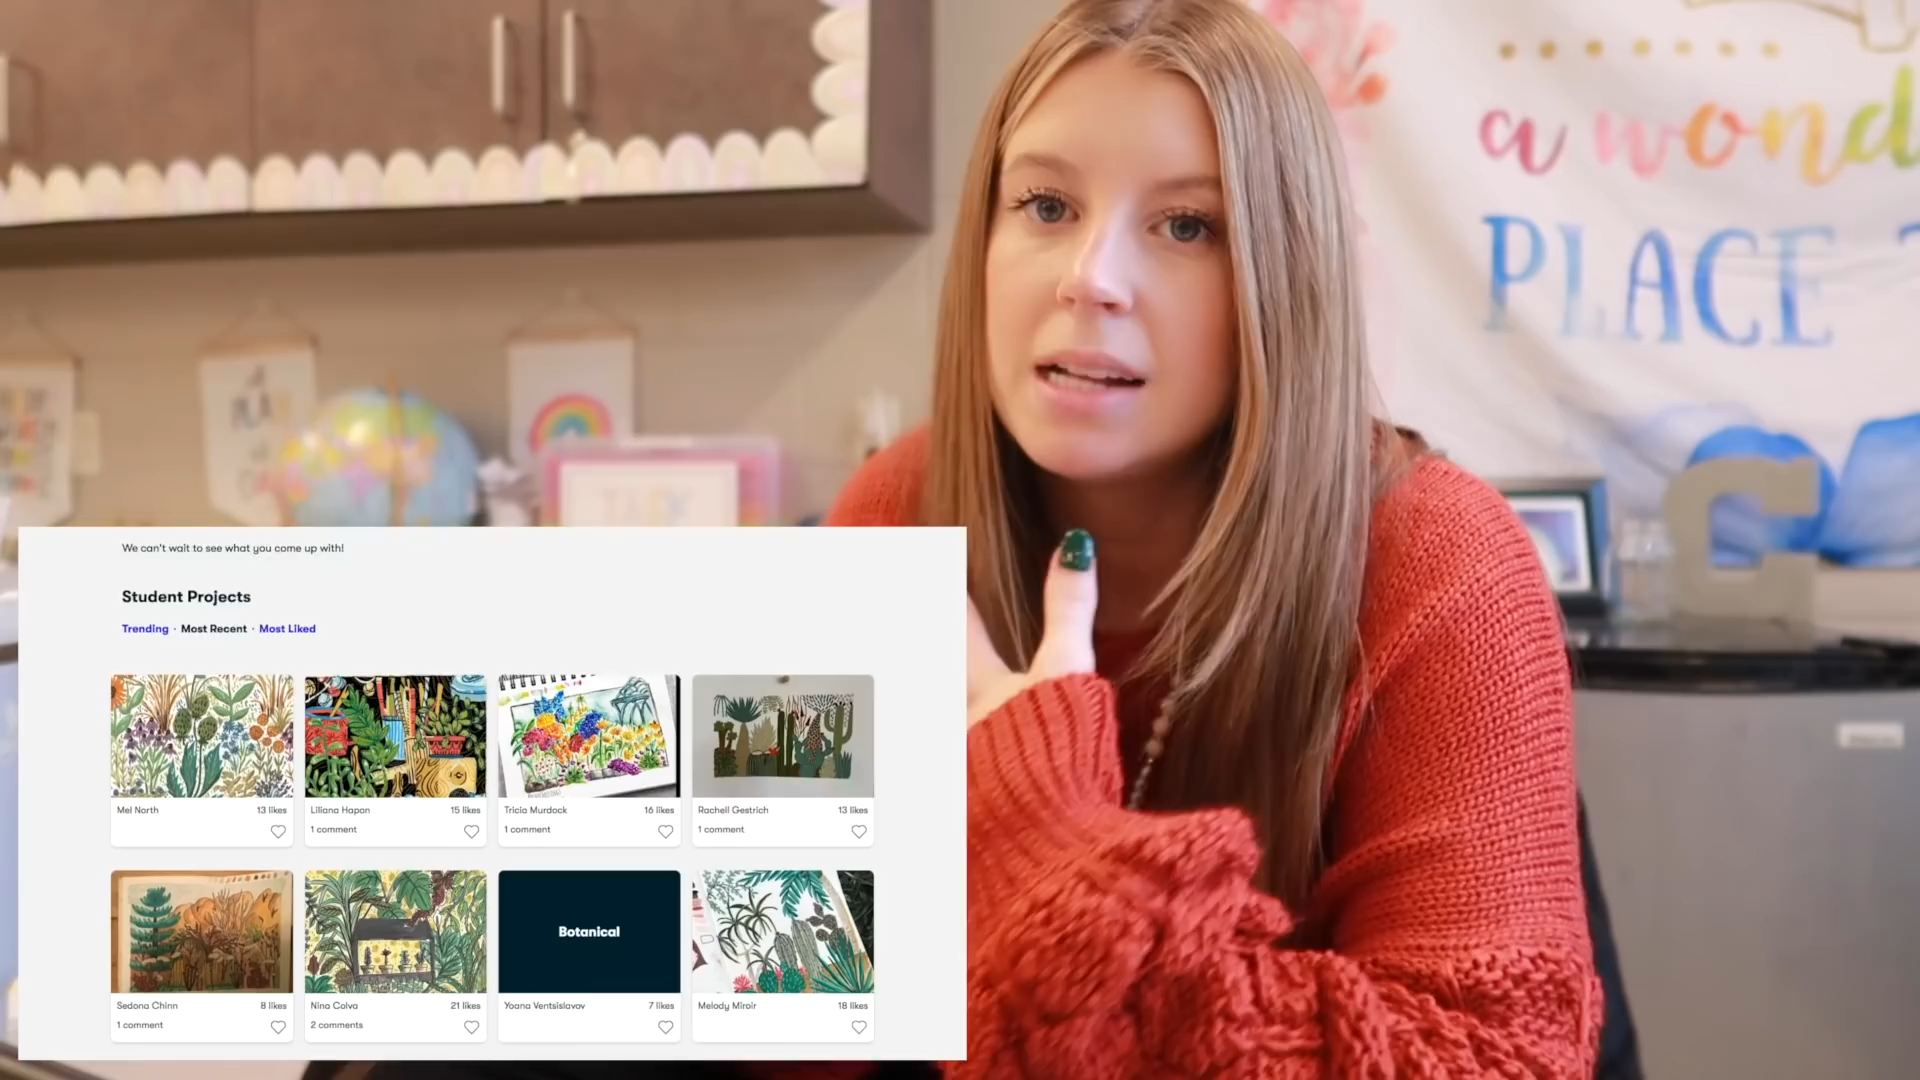 a wond
PLACE
We can't wait to see what you come up with!
Student Projects
Trending · Most Recent · Most Liked
Mel North 13 likes
Liliana Hapon 15 likes
1 comment
Tricia Murdock 16 likes
1 comment
Rachell Gestrich 13 likes
1 comment
Botanical
Sedona Chinn 8 likes
1 comment
Nina Colva 21 likes
2 comments
Yoana Ventsislavov 7 likes
Melody Miroir 18 likes